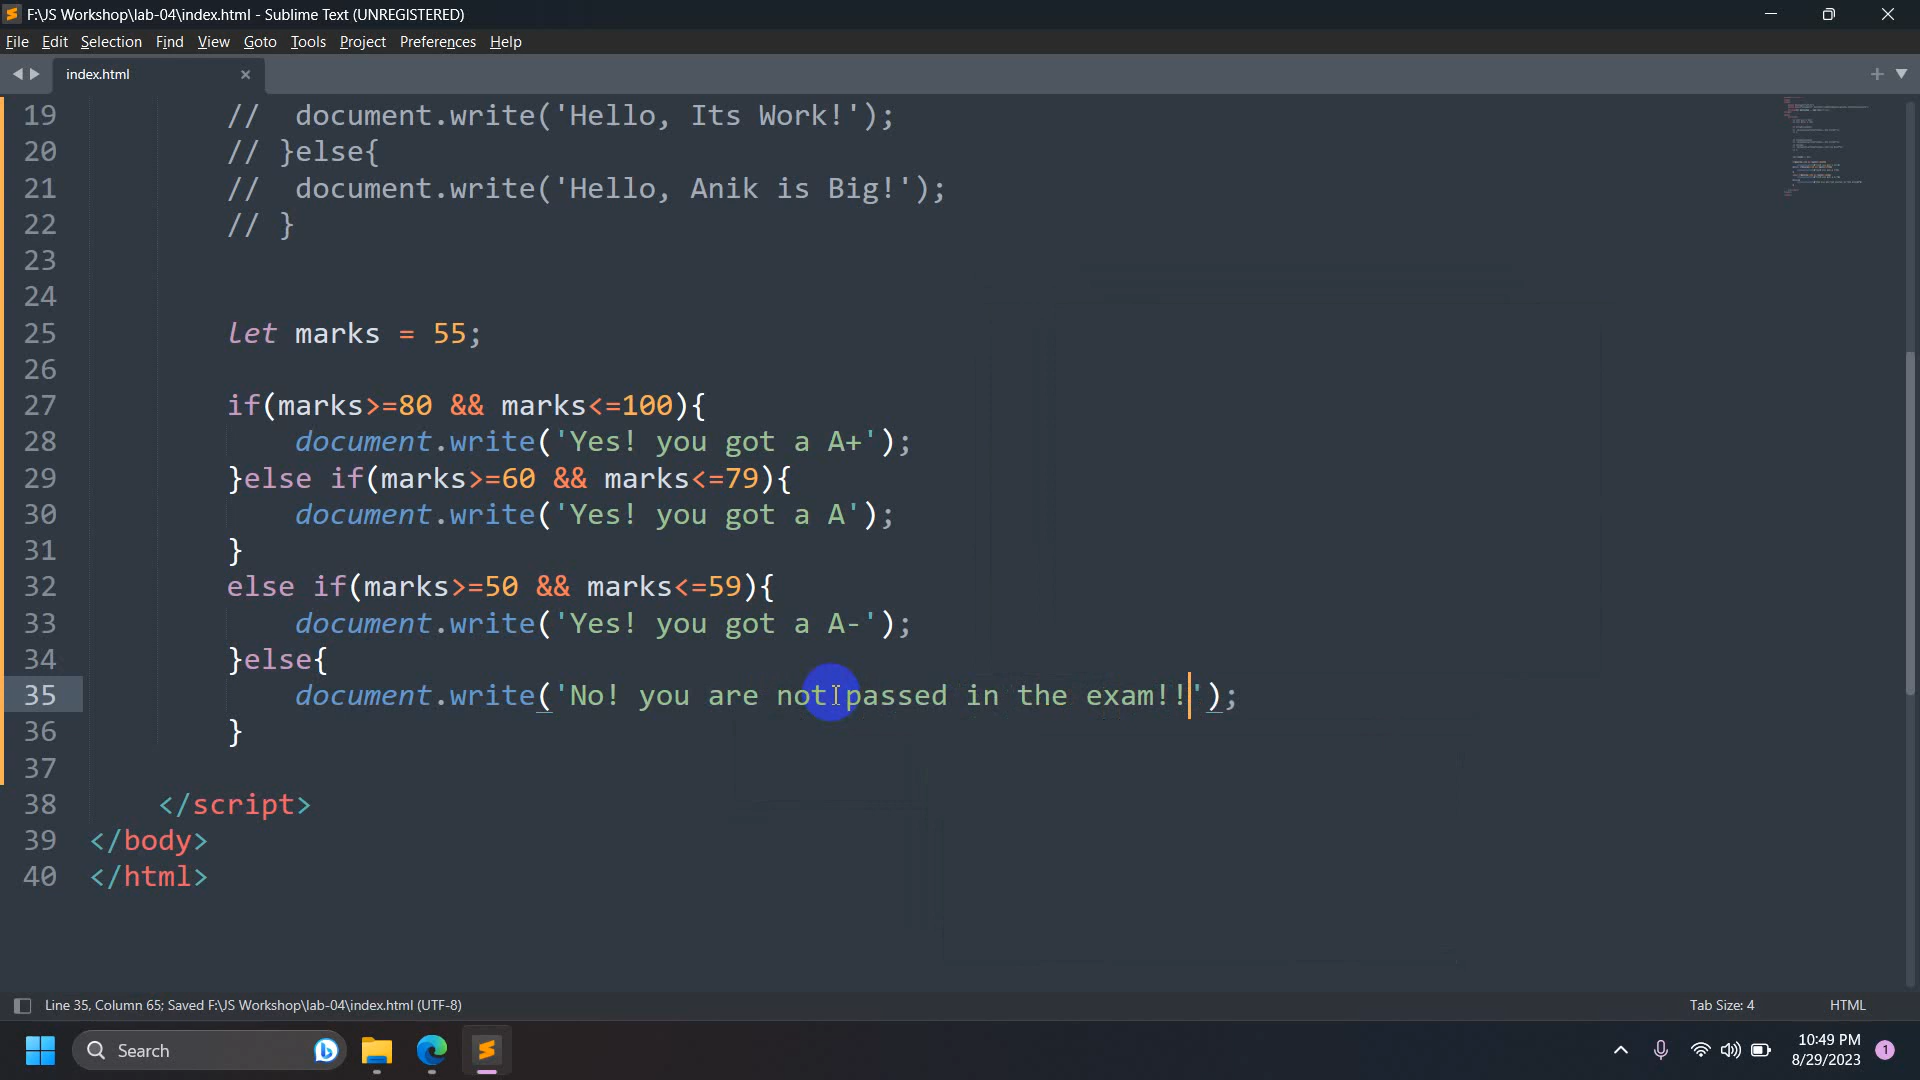 F:\JS Workshop\lab-04\index.html - Sublime Text (UNREGISTERED)
File Edit Selection Find View Goto Tools Project Preferences Help
index.html
19 // document.write('Hello, Its Work!');
20 // }else{
21 // document.write('Hello, Anik is Big!');
22 // }
23
24
25 let marks = 55;
26
27 if(marks>=80 && marks<=100){
28 document.write('Yes! you got a A+');
29 }else if(marks>=60 && marks<=79){
30 document.write('Yes! you got a A');
31 }
32 else if(marks>=50 && marks<=59){
33 document.write('Yes! you got a A-');
34 }else{
35 document.write('No! you are not passed in the exam!!');
36 }
37
38 </script>
39 </body>
40 </html>
Line 35, Column 65; Saved F:\JS Workshop\lab-04\index.html (UTF-8)
Tab Size: 4
HTML
Search
10:49 PM
8/29/2023
1